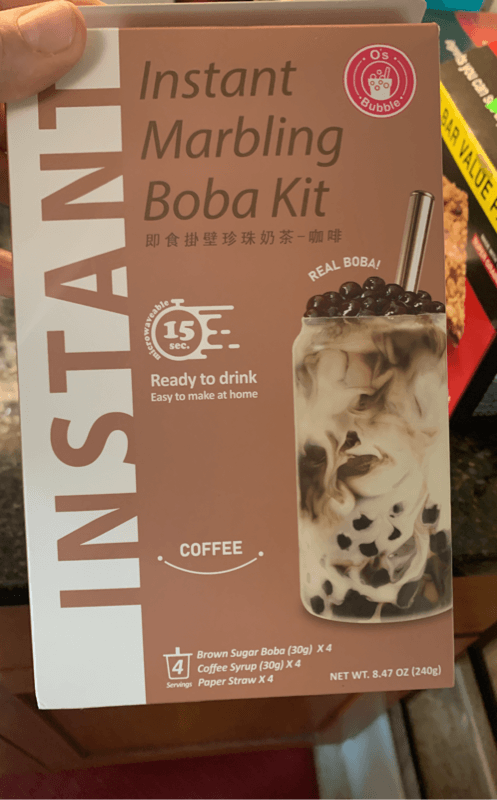 INSTANT
Instant
Marbling
Boba Kit
即食掛壁珍珠奶茶-咖啡
O's
Bubble
REAL BOBA!
microwaveable
15
sec.
Ready to drink
Easy to make at home
COFFEE
4
Servings
Brown Sugar Boba (30g) X 4
Coffee Syrup (30g) X 4
Paper Straw X 4
NET WT. 8.47 OZ (240g)
BAR VALUE